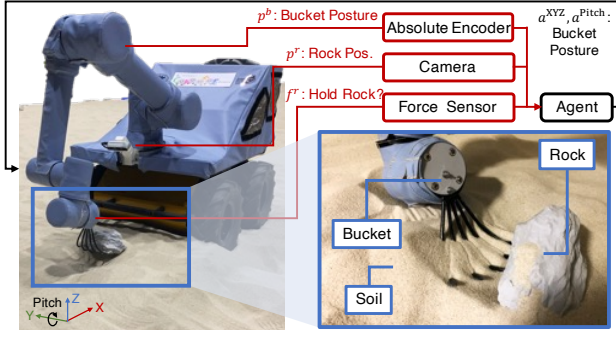 p^b: Bucket Posture
Absolute Encoder
a^XYZ, a^Pitch:
Bucket
Posture
p^r: Rock Pos.
Camera
f^r: Hold Rock?
Force Sensor
Agent
Rock
Bucket
Soil
Pitch
Z
Y
X